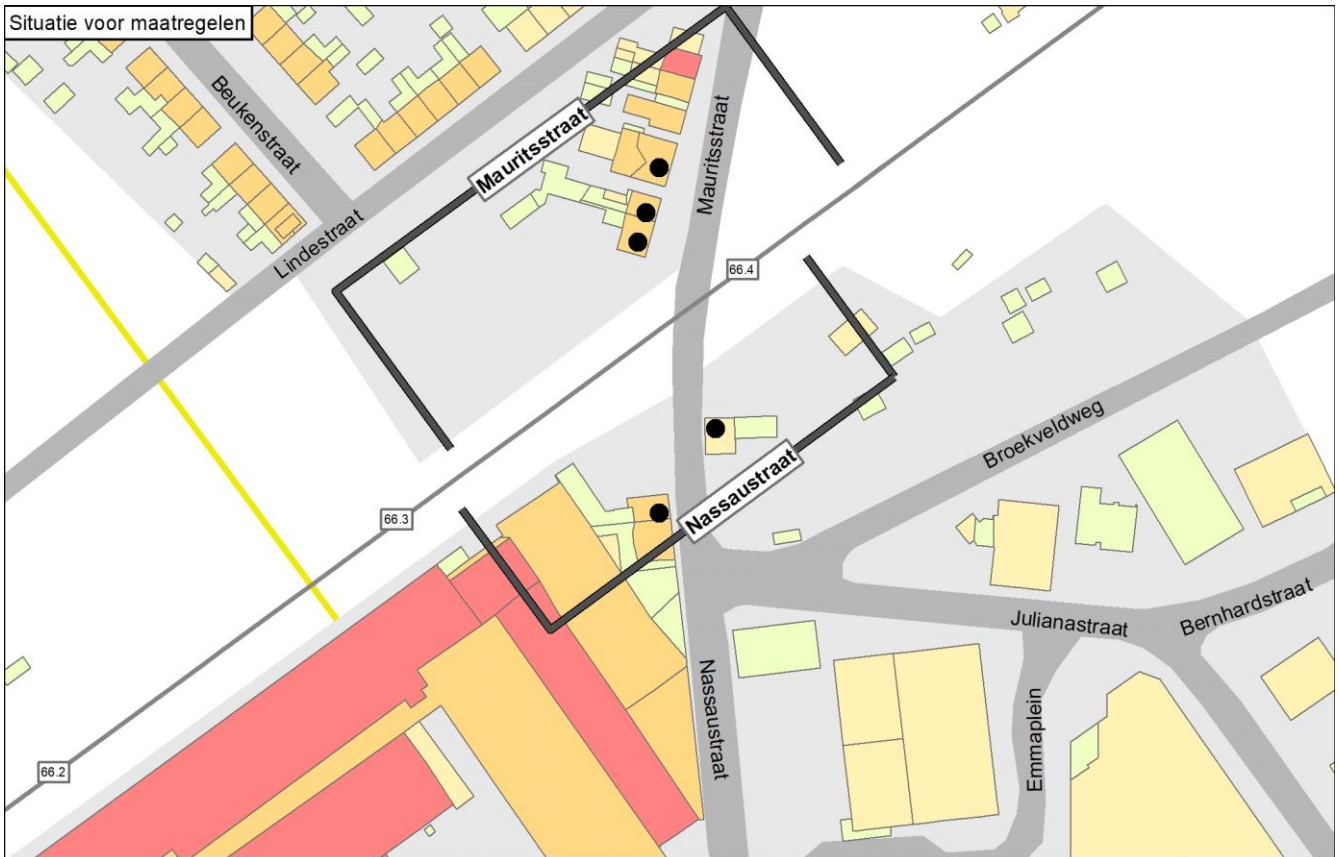 Situatie voor maatregelen
Beukenstraat
Mauritsstraat
Mauritsstraat
Lindestraat
66.4
Broekveldweg
Nassaustraat
66.3
Julianastraat
Bernhardstraat
Nassaustraat
Emmaplein
66.2